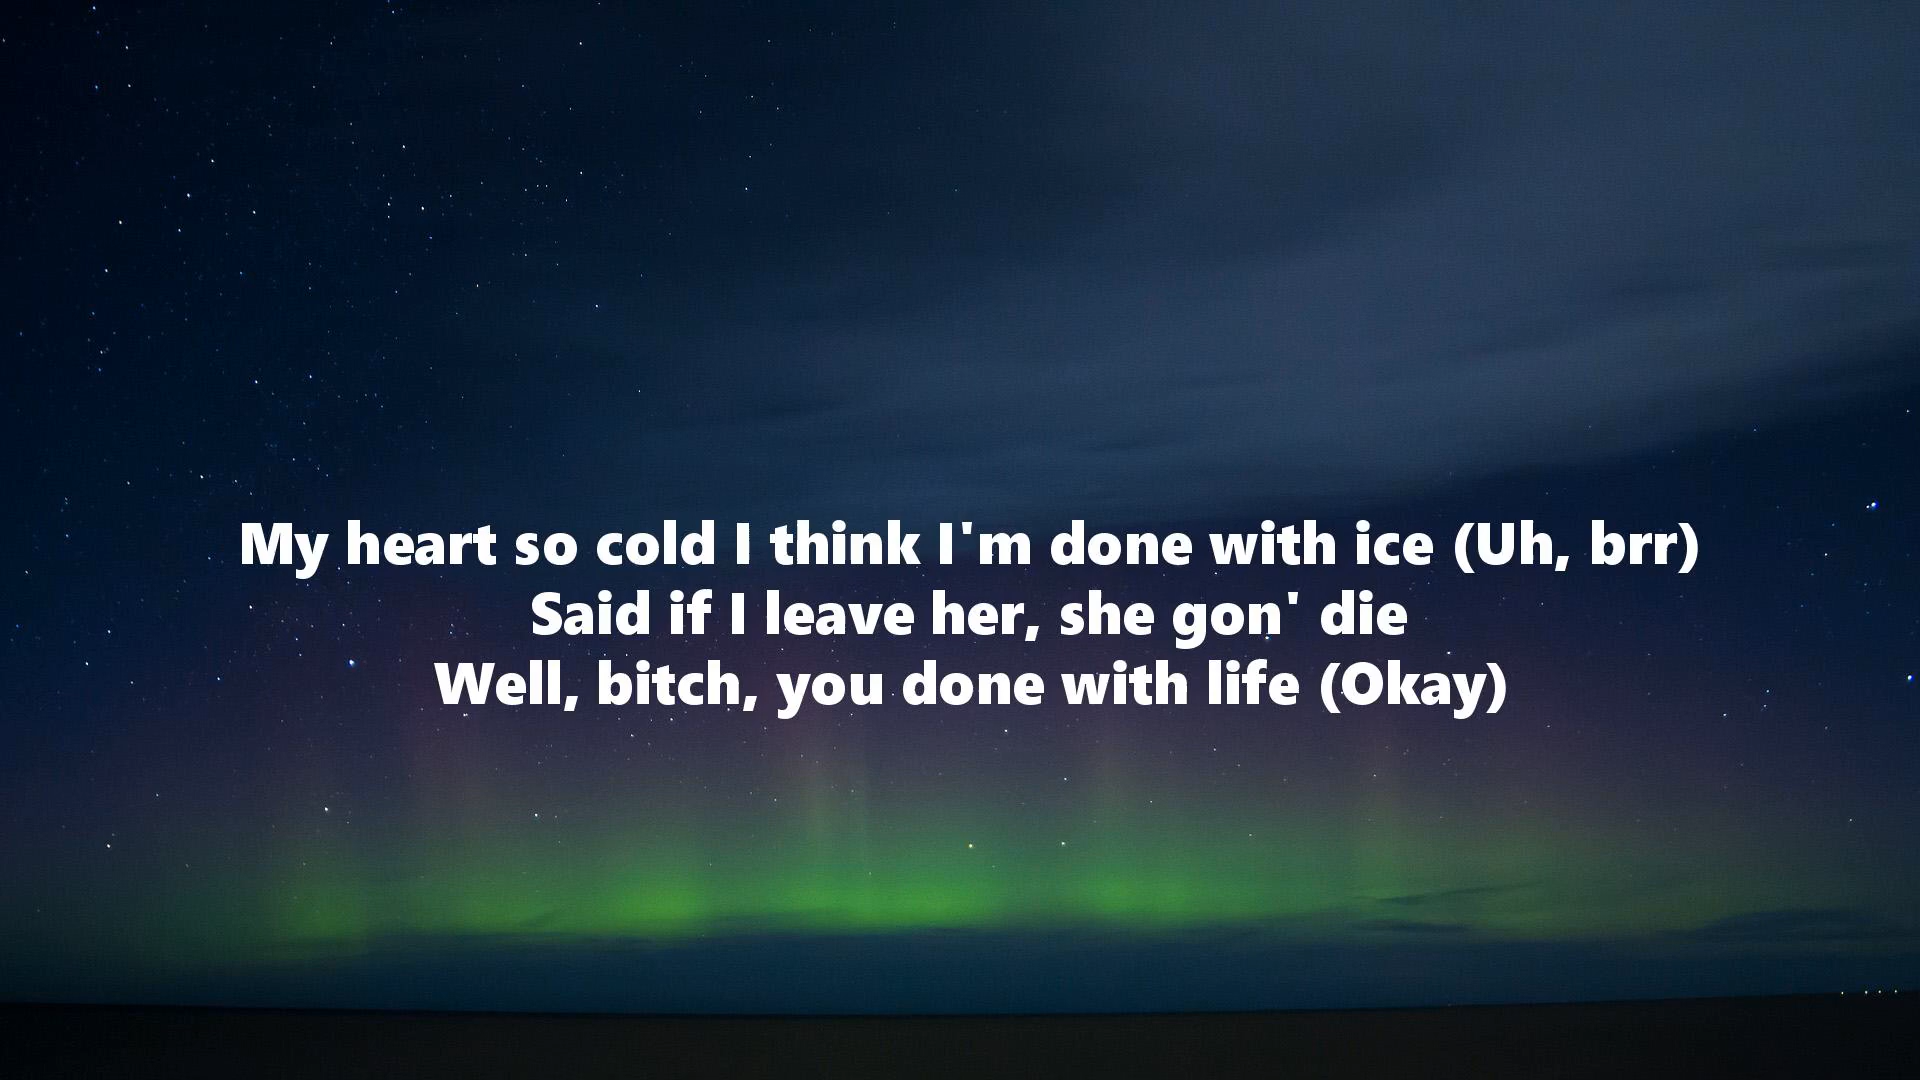 My heart so cold I think I'm done with ice (Uh, brr)
Said if I leave her, she gon' die
Well, bitch, you done with life (Okay)